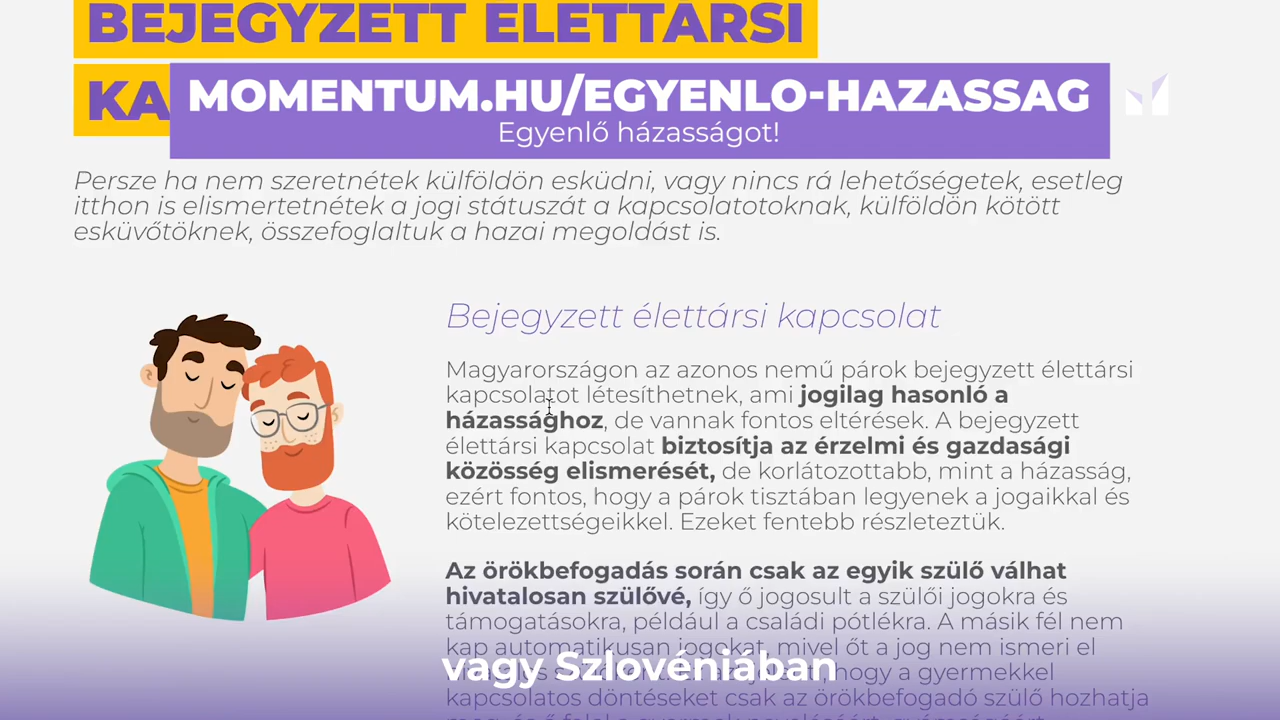 BEJEGYZETT ÉLETTÁRSI
KA
MOMENTUM.HU/EGYENLO-HAZASSAG
Egyenlő házasságot!
Persze ha nem szeretnétek külföldön esküdni, vagy nincs rá lehetőségetek, esetleg
itthon is elismertetnétek a jogi státuszát a kapcsolatotoknak, külföldön kötött
esküvőtöknek, összefoglaltuk a hazai megoldást is.
Bejegyzett élettársi kapcsolat
Magyarországon az azonos nemű párok bejegyzett élettársi
kapcsolatot létesíthetnek, ami jogilag hasonló a
házassághoz, de vannak fontos eltérések. A bejegyzett
élettársi kapcsolat biztosítja az érzelmi és gazdasági
közösség elismerését, de korlátozottabb, mint a házasság,
ezért fontos, hogy a párok tisztában legyenek a jogaikkal és
kötelezettségeikkel. Ezeket fentebb részleteztük.
Az örökbefogadás során csak az egyik szülő válhat
hivatalosan szülővé, így ő jogosult a szülői jogokra és
támogatásokra, például a családi pótlékra. A másik fél nem
kap automatikusan jogokat, mivel őt a jog nem ismeri el
hogy a gyermekkel
vagy Szlovéniában
kapcsolatos döntéseket csak az örökbefogadó szülő hozhatja